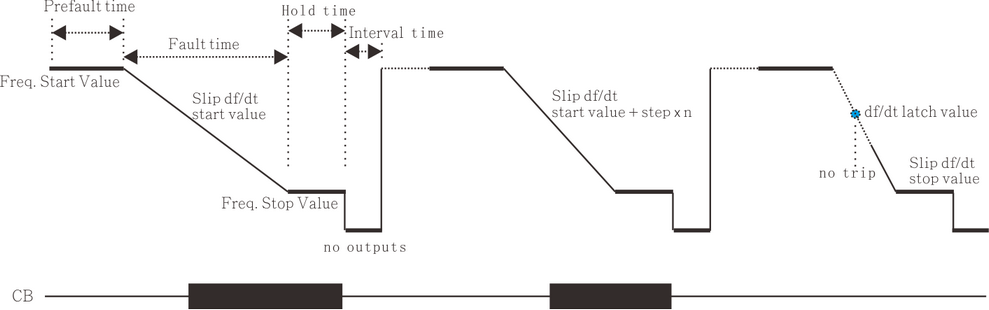 Prefault time
Hold time
Interval time
Fault time
Freq. Start Value
Slip df/dt
start value
Slip df/dt
start value + step x n
df/dt latch value
no trip
Slip df/dt
stop value
Freq. Stop Value
no outputs
CB